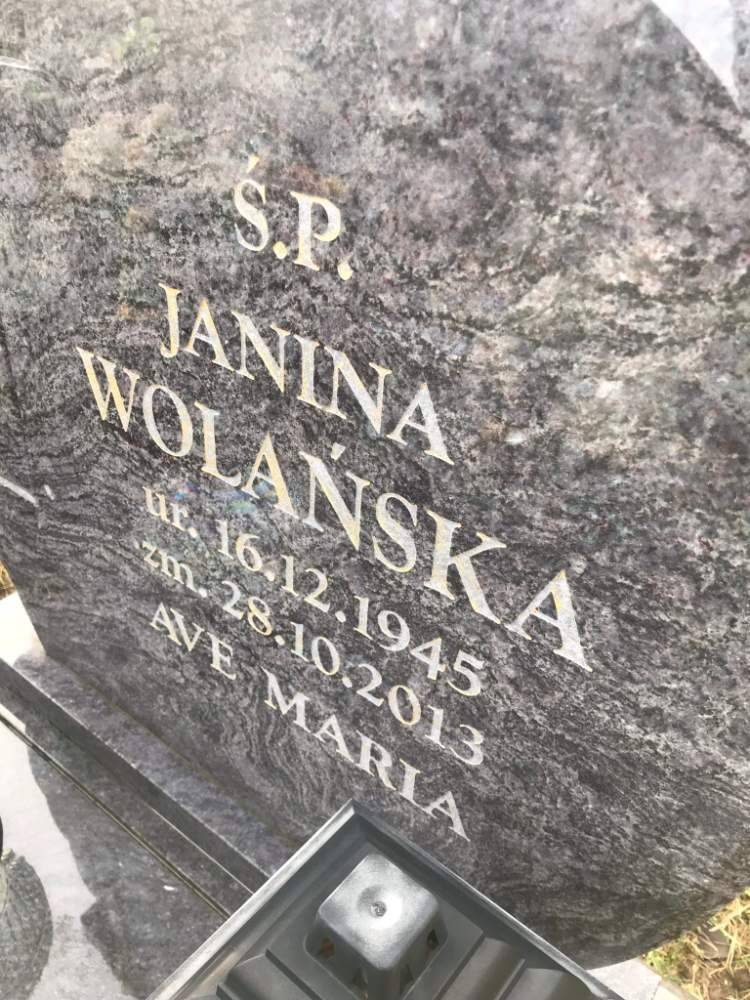 Ś.P.
JANINA
WOLAŃSKA
ur. 16.12.1945
zm. 28.10.2013
AVE MARIA